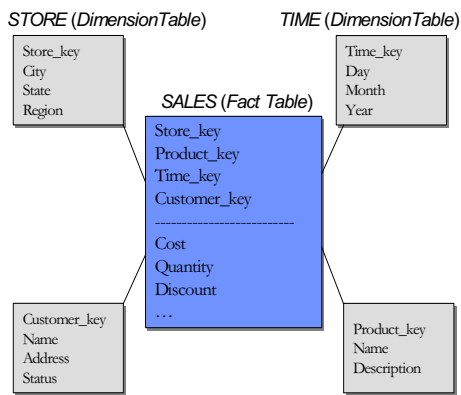 STORE (DimensionTable)
Store_key
City
State
Region
TIME (DimensionTable)
Time_key
Day
Month
Year
SALES (Fact Table)
Store_key
Product_key
Time_key
Customer_key
---------------------------
Cost
Quantity
Discount
…
Customer_key
Name
Address
Status
Product_key
Name
Description